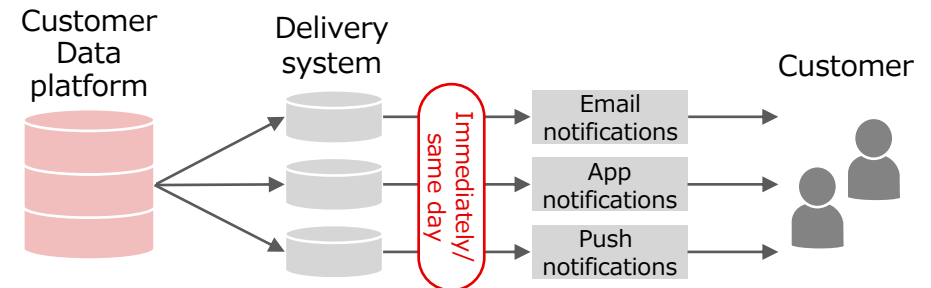 Customer
Data
platform
Delivery
system
Immediately/
same day
Email
notifications
App
notifications
Push
notifications
Customer